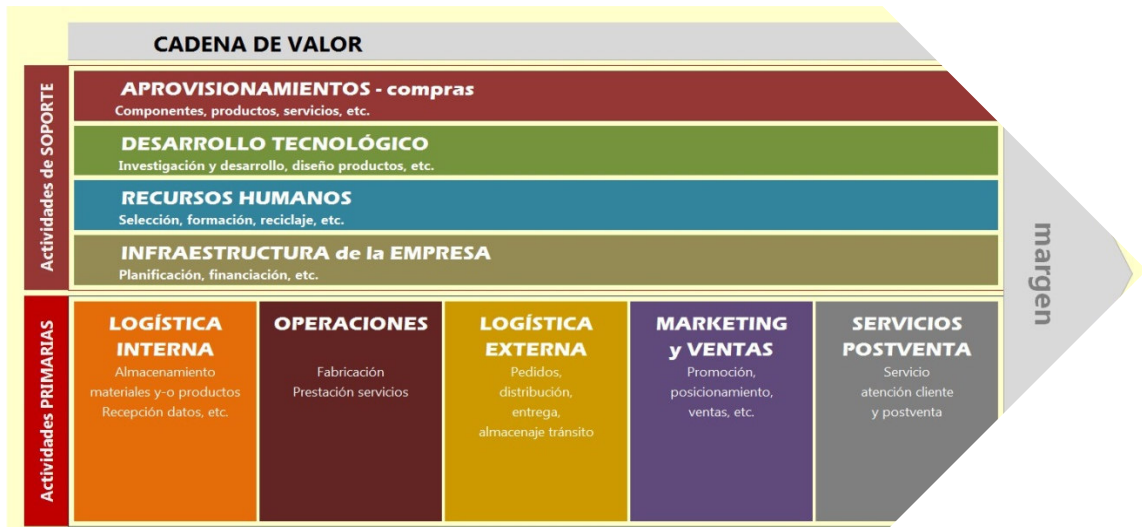 CADENA DE VALOR
Actividades de SOPORTE
APROVISIONAMIENTOS - compras
Componentes, productos, servicios, etc.
DESARROLLO TECNOLÓGICO
Investigación y desarrollo, diseño productos, etc.
RECURSOS HUMANOS
Selección, formación, reciclaje, etc.
INFRAESTRUCTURA de la EMPRESA
Planificación, financiación, etc.
Actividades PRIMARIAS
LOGÍSTICA
INTERNA
Almacenamiento
materiales y-o productos
Recepción datos, etc.
OPERACIONES
Fabricación
Prestación servicios
LOGÍSTICA
EXTERNA
Pedidos,
distribución,
entrega,
almacenaje tránsito
MARKETING
y VENTAS
Promoción,
posicionamiento,
ventas, etc.
SERVICIOS
POSTVENTA
Servicio
atención cliente
y postventa
margen